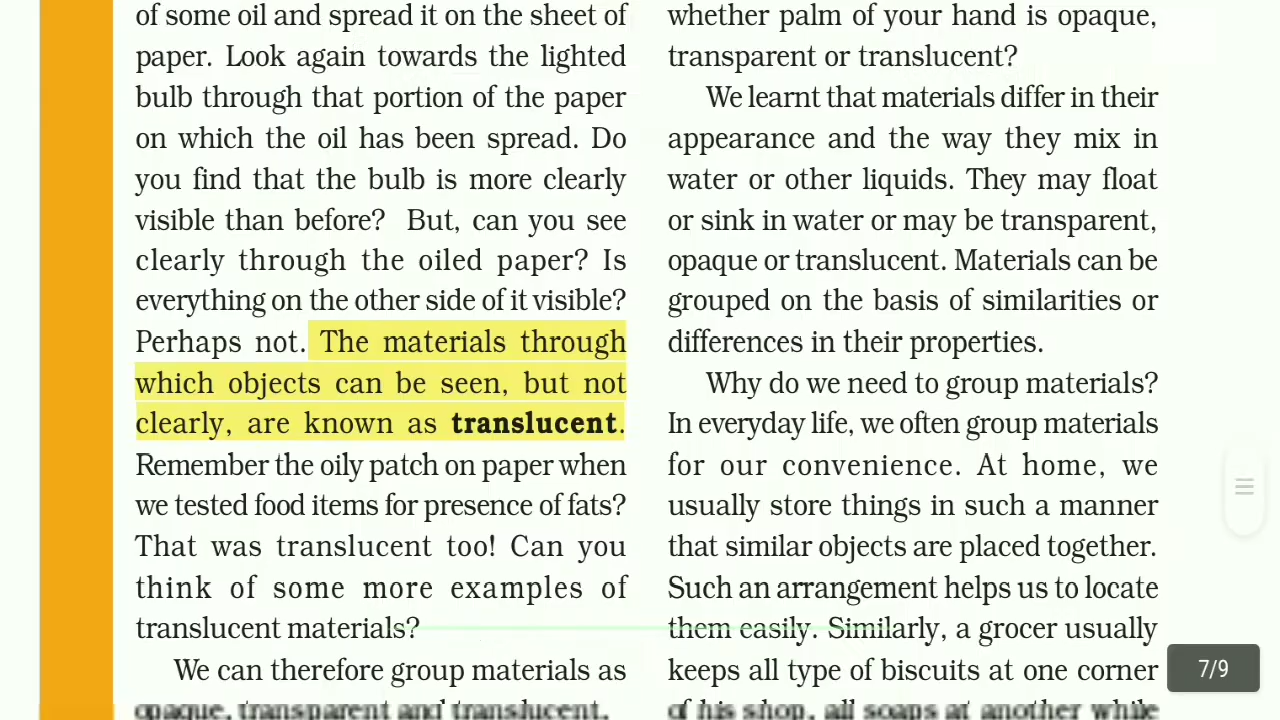 of some oil and spread it on the sheet of
paper. Look again towards the lighted
bulb through that portion of the paper
on which the oil has been spread. Do
you find that the bulb is more clearly
visible than before? But, can you see
clearly through the oiled paper? Is
everything on the other side of it visible?
Perhaps not. The materials through
which objects can be seen, but not
clearly, are known as translucent.
Remember the oily patch on paper when
we tested food items for presence of fats?
That was translucent too! Can you
think of some more examples of
translucent materials?
We can therefore group materials as
opaque, transparent and translucent.
whether palm of your hand is opaque,
transparent or translucent?
We learnt that materials differ in their
appearance and the way they mix in
water or other liquids. They may float
or sink in water or may be transparent,
opaque or translucent. Materials can be
grouped on the basis of similarities or
differences in their properties.
Why do we need to group materials?
In everyday life, we often group materials
for our convenience. At home, we
usually store things in such a manner
that similar objects are placed together.
Such an arrangement helps us to locate
them easily. Similarly, a grocer usually
keeps all type of biscuits at one corner
of his shop, all soaps at another while
7/9